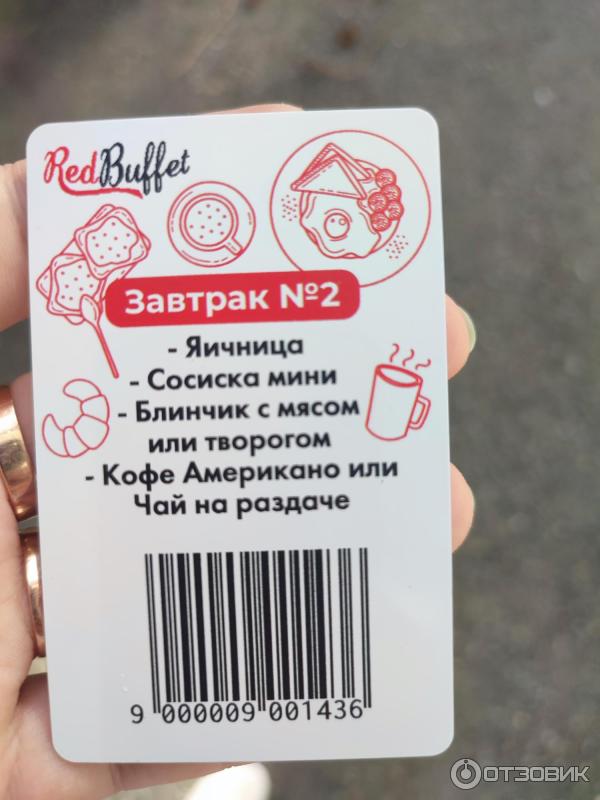 RedBuffet
Завтрак №2
- Яичница
- Сосиска мини
- Блинчик с мясом
или творогом
- Кофе Американо или
Чай на раздаче
9 000009 001436
ОТЗОВИК